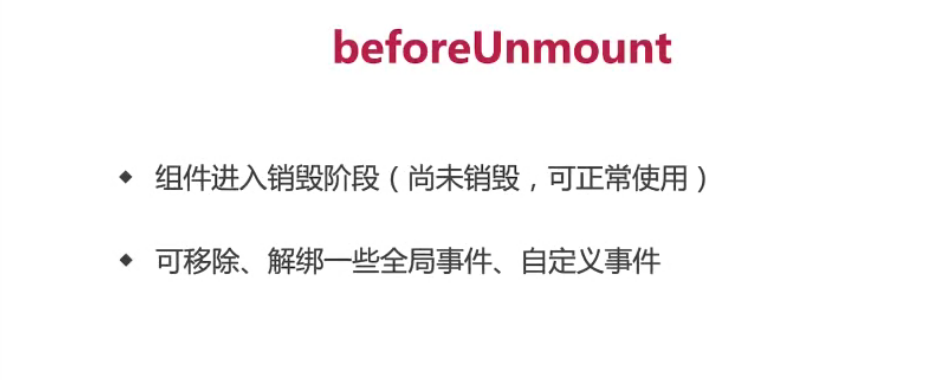 beforeUnmount
◆ 组件进入销毁阶段（尚未销毁，可正常使用）
◆ 可移除、解绑一些全局事件、自定义事件